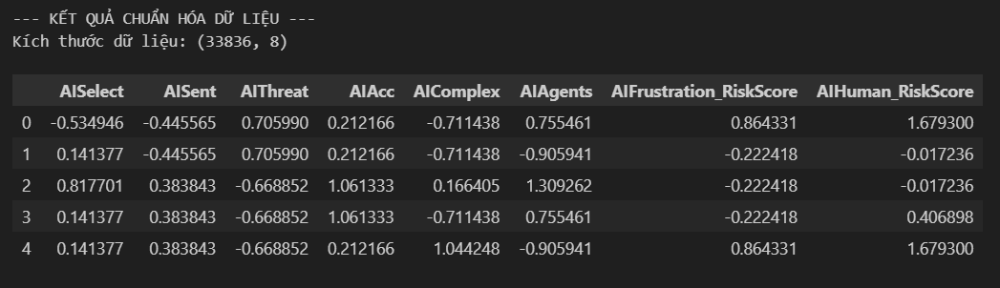 --- KẾT QUẢ CHUẨN HÓA DỮ LIỆU ---
Kích thước dữ liệu: (33836, 8)
AISelect AISent AIThreat AIAcc AIComplex AIAgents AIFrustration_RiskScore AIHuman_RiskScore
0 -0.534946 -0.445565 0.705990 0.212166 -0.711438 0.755461 0.864331 1.679300
1 0.141377 -0.445565 0.705990 0.212166 -0.711438 -0.905941 -0.222418 -0.017236
2 0.817701 0.383843 -0.668852 1.061333 0.166405 1.309262 -0.222418 -0.017236
3 0.141377 0.383843 -0.668852 1.061333 -0.711438 0.755461 -0.222418 0.406898
4 0.141377 0.383843 -0.668852 0.212166 1.044248 -0.905941 0.864331 1.679300